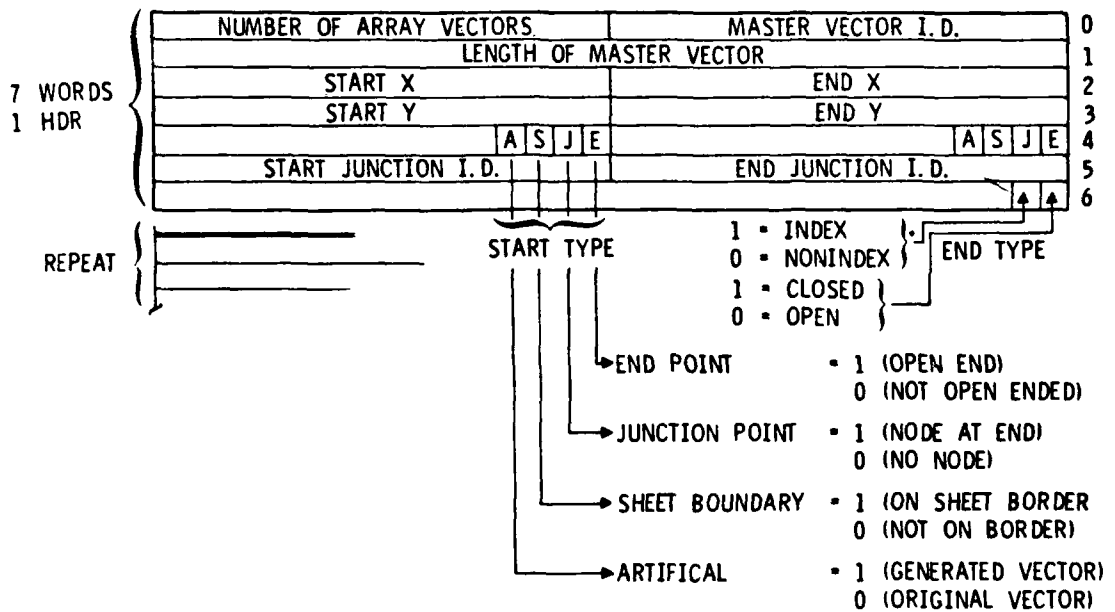 NUMBER OF ARRAY VECTORS MASTER VECTOR I.D. 0
LENGTH OF MASTER VECTOR 1
START X END X 2
START Y END Y 3
A S J E A S J E 4
START JUNCTION I.D. END JUNCTION I.D. 5
6
7 WORDS
1 HDR
REPEAT
START TYPE
1 = INDEX
0 = NONINDEX
END TYPE
1 = CLOSED
0 = OPEN
END POINT = 1 (OPEN END)
0 (NOT OPEN ENDED)
JUNCTION POINT = 1 (NODE AT END)
0 (NO NODE)
SHEET BOUNDARY = 1 (ON SHEET BORDER
0 (NOT ON BORDER)
ARTIFICAL = 1 (GENERATED VECTOR)
0 (ORIGINAL VECTOR)